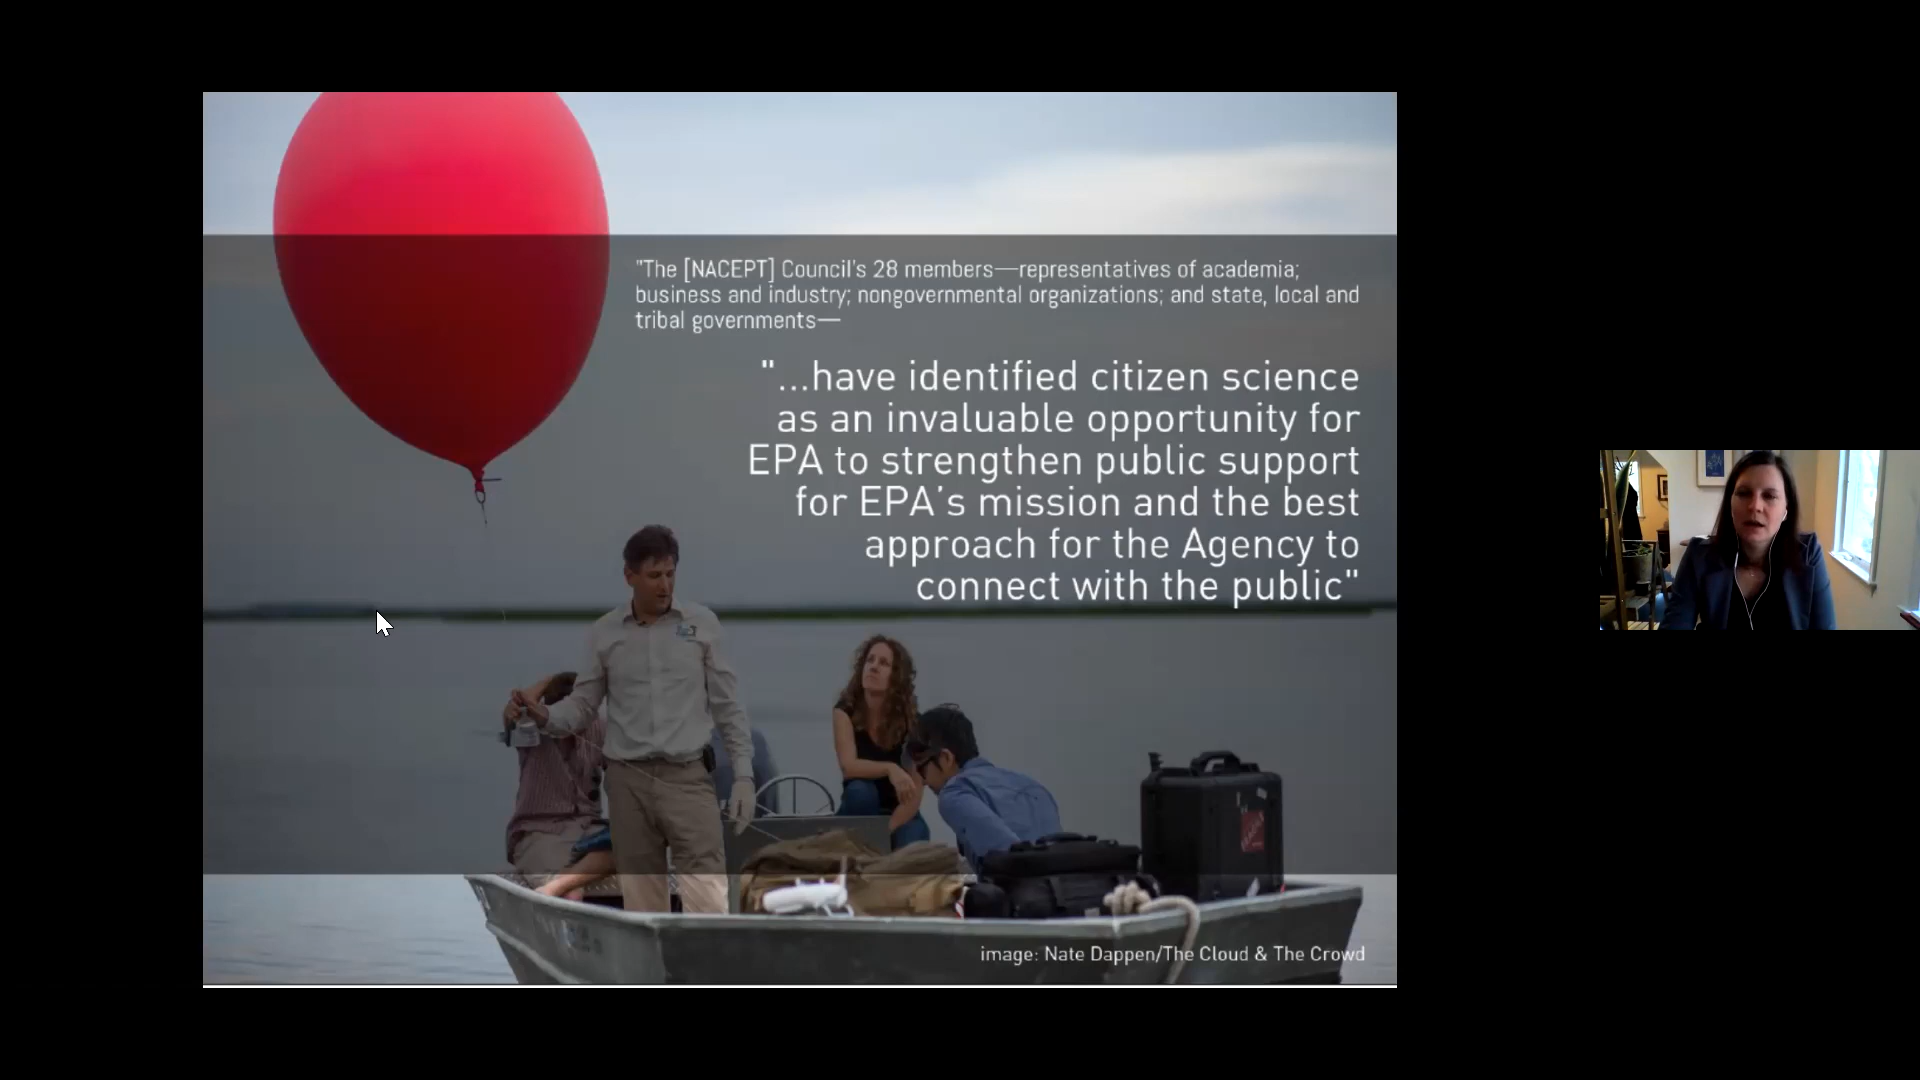 "The [NACEPT] Council's 28 members—representatives of academia;
business and industry; nongovernmental organizations; and state, local and
tribal governments—
"...have identified citizen science
as an invaluable opportunity for
EPA to strengthen public support
for EPA's mission and the best
approach for the Agency to
connect with the public"
image: Nate Dappen/The Cloud & The Crowd